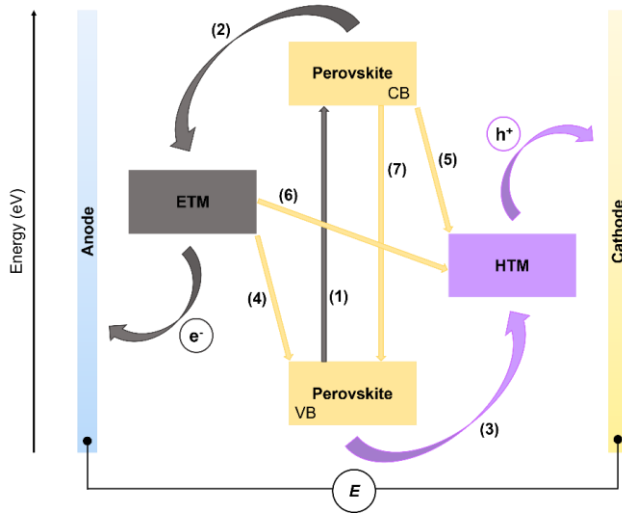 (2)
Perovskite
CB
h⁺
(7)
(5)
ETM
(6)
Energy (eV)
Anode
HTM
Cathode
(4)
(1)
e⁻
Perovskite
VB
(3)
E